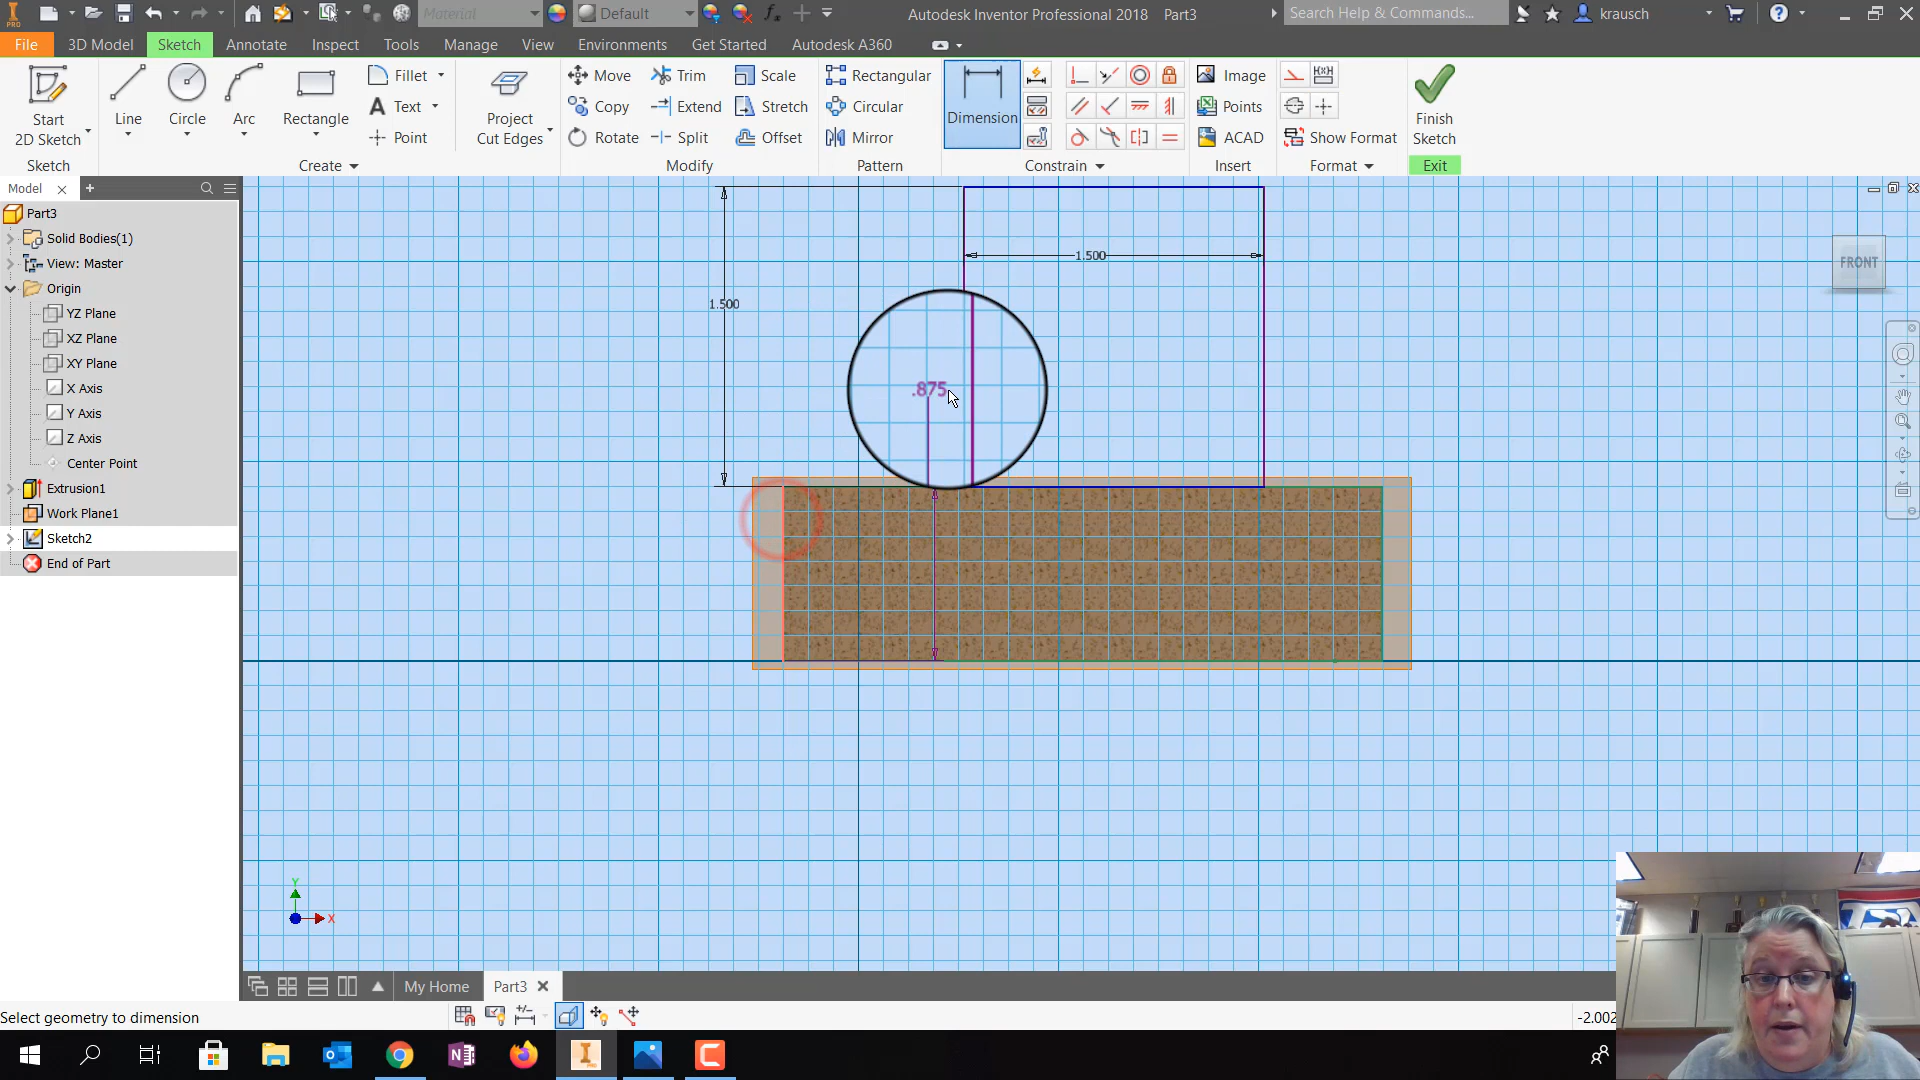 PRO
Material
Default
Autodesk Inventor Professional 2018 Part3
Search Help & Commands...
krausch
File 3D Model Sketch Annotate Inspect Tools Manage View Environments Get Started Autodesk A360
Start
2D Sketch
Line
Circle
Arc
Rectangle
Fillet
Text
Point
Project
Cut Edges
Move
Copy
Rotate
Trim
Extend
Split
Scale
Stretch
Offset
Rectangular
Circular
Mirror
Dimension
Image
Points
ACAD
Show Format
Finish
Sketch
Sketch Create Modify Pattern Constrain Insert Format Exit
Model
Part3
Solid Bodies(1)
View: Master
Origin
YZ Plane
XZ Plane
XY Plane
X Axis
Y Axis
Z Axis
Center Point
Extrusion1
Work Plane1
Sketch2
End of Part
1.500
1.500
.875
FRONT
Y
X
My Home Part3
Select geometry to dimension
-2.002